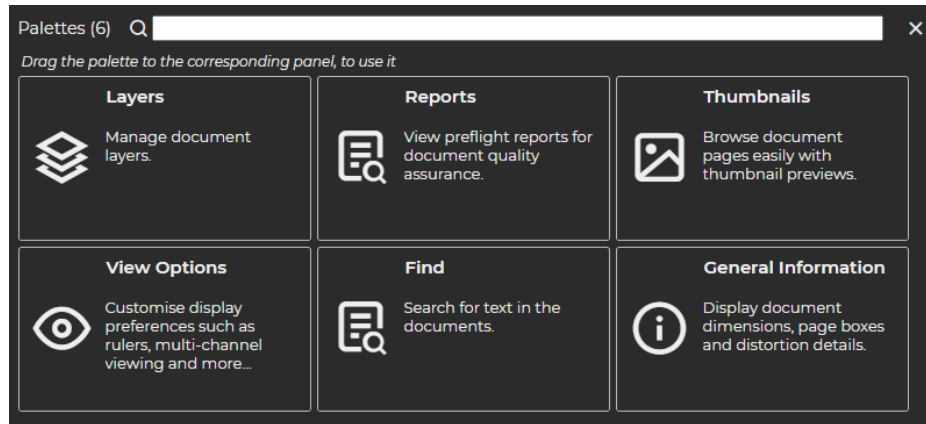 Palettes (6)
Drag the palette to the corresponding panel, to use it
Layers
Manage document
layers.
Reports
View preflight reports for
document quality
assurance.
Thumbnails
Browse document
pages easily with
thumbnail previews.
View Options
Customise display
preferences such as
rulers, multi-channel
viewing and more...
Find
Search for text in the
documents.
General Information
Display document
dimensions, page boxes
and distortion details.